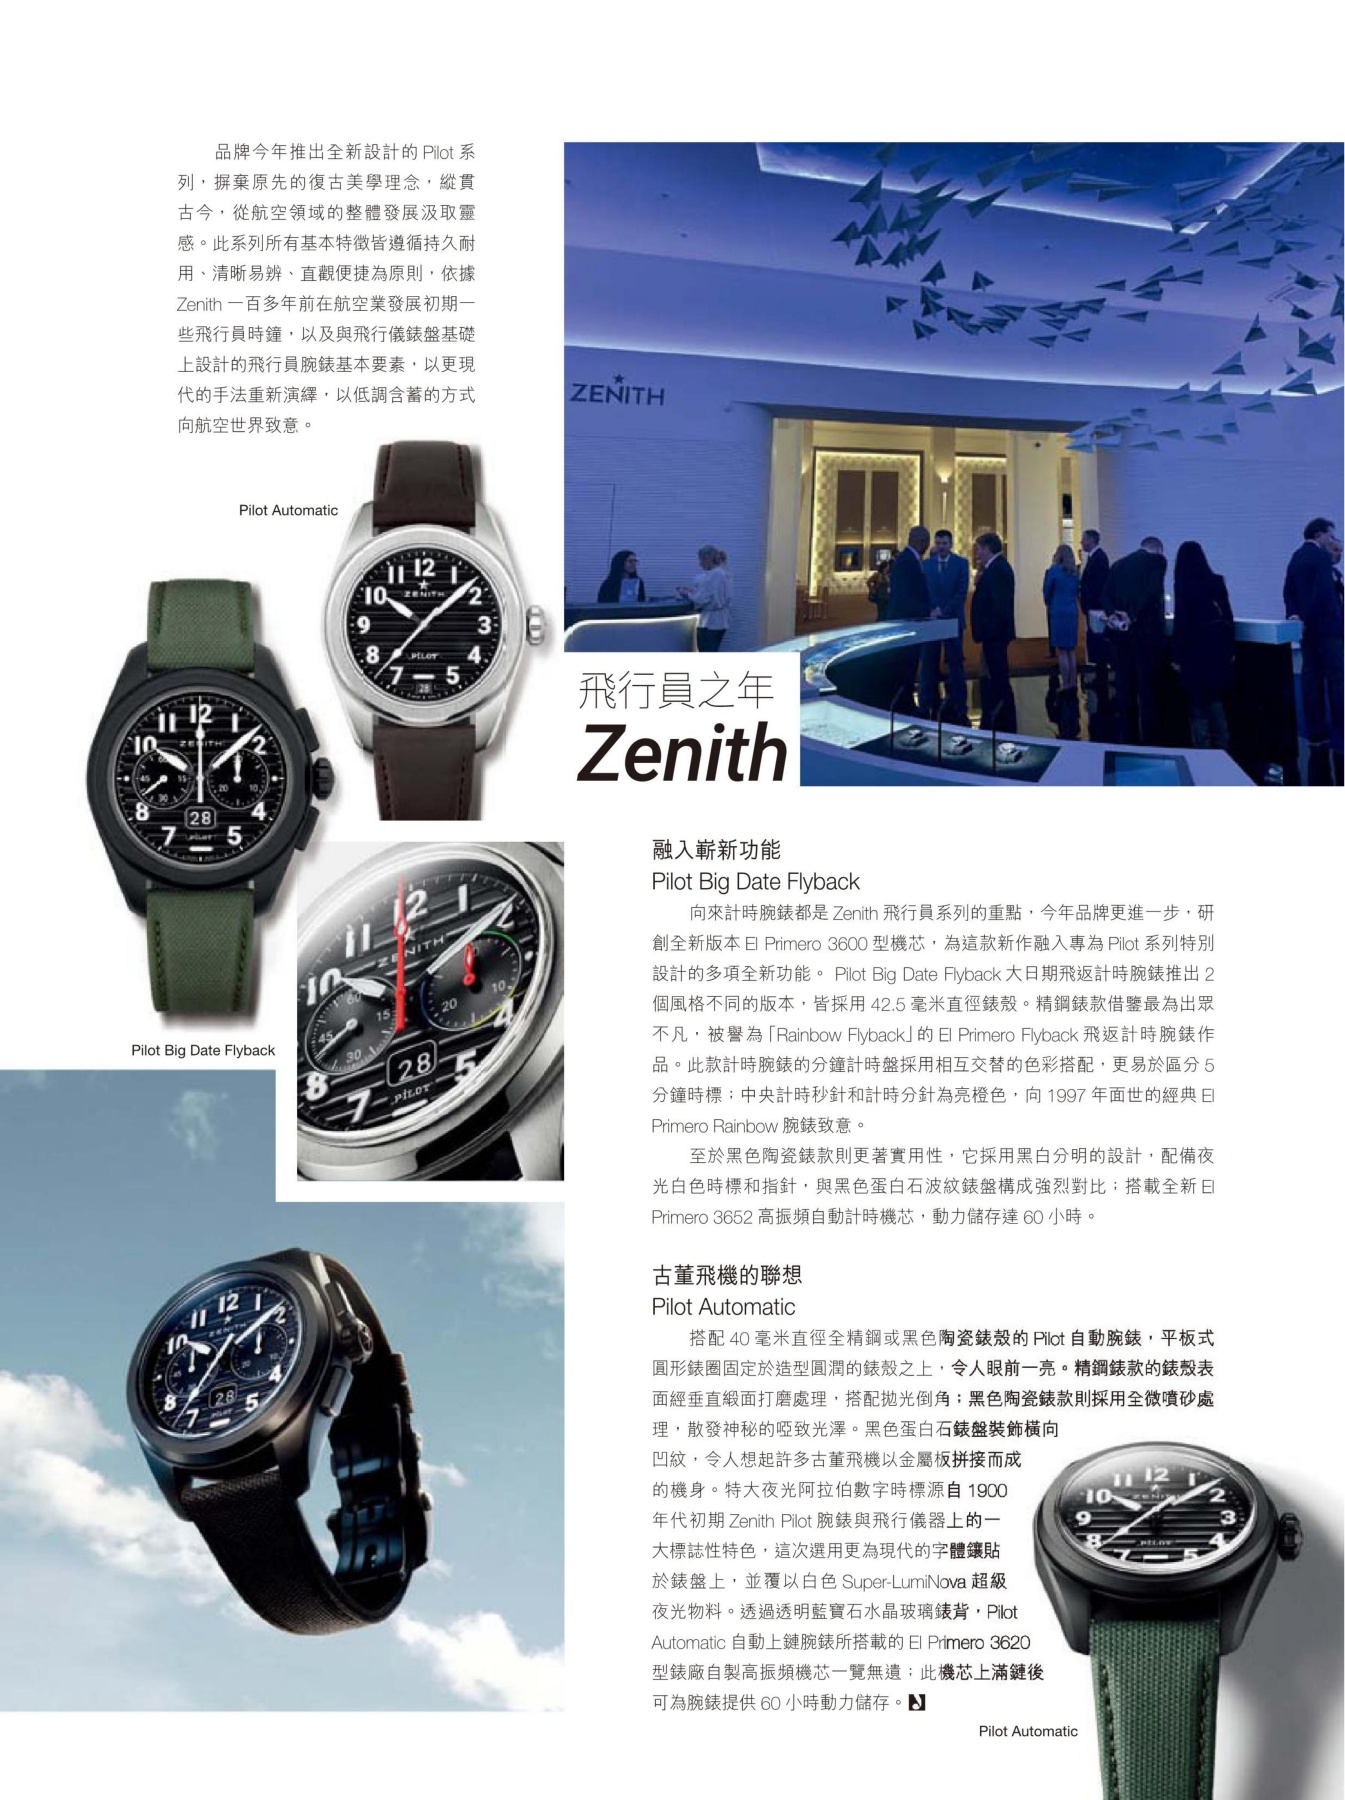 品牌今年推出全新設計的 Pilot 系
列，摒棄原先的復古美學理念，縱貫
古今，從航空領域的整體發展汲取靈
感。此系列所有基本特徵皆遵循持久耐
用、清晰易辨、直觀便捷為原則，依據
Zenith 一百多年前在航空業發展初期一
些飛行員時鐘，以及與飛行儀錶盤基礎
上設計的飛行員腕錶基本要素，以更現
代的手法重新演繹，以低調含蓄的方式
向航空世界致意。
ZENITH
Pilot Automatic
飛行員之年
Zenith
Pilot Big Date Flyback
融入嶄新功能
Pilot Big Date Flyback
向來計時腕錶都是 Zenith 飛行員系列的重點，今年品牌更進一步，研
創全新版本 El Primero 3600 型機芯，為這款新作融入專為 Pilot 系列特別
設計的多項全新功能。 Pilot Big Date Flyback 大日期飛返計時腕錶推出 2
個風格不同的版本，皆採用 42.5 毫米直徑錶殼。精鋼錶款借鑒最為出眾
不凡，被譽為「Rainbow Flyback」的 El Primero Flyback 飛返計時腕錶作
品。此款計時腕錶的分鐘計時盤採用相互交替的色彩搭配，更易於區分 5
分鐘時標；中央計時秒針和計時分針為亮橙色，向 1997 年面世的經典 El
Primero Rainbow 腕錶致意。
至於黑色陶瓷錶款則更著實用性，它採用黑白分明的設計，配備夜
光白色時標和指針，與黑色蛋白石波紋錶盤構成強烈對比；搭載全新 El
Primero 3652 高振頻自動計時機芯，動力儲存達 60 小時。
古董飛機的聯想
Pilot Automatic
搭配 40 毫米直徑全精鋼或黑色陶瓷錶殼的 Pilot 自動腕錶，平板式
圓形錶圈固定於造型圓潤的錶殼之上，令人眼前一亮。精鋼錶款的錶殼表
面經垂直緞面打磨處理，搭配拋光倒角；黑色陶瓷錶款則採用全微噴砂處
理，散發神秘的啞致光澤。黑色蛋白石錶盤裝飾橫向
凹紋，令人想起許多古董飛機以金屬板拼接而成
的機身。特大夜光阿拉伯數字時標源自 1900
年代初期 Zenith Pilot 腕錶與飛行儀器上的一
大標誌性特色，這次選用更為現代的字體鑲貼
於錶盤上，並覆以白色 Super-LumiNova 超級
夜光物料。透過透明藍寶石水晶玻璃錶背，Pilot
Automatic 自動上鏈腕錶所搭載的 El Primero 3620
型錶廠自製高振頻機芯一覽無遺；此機芯上滿鏈後
可為腕錶提供 60 小時動力儲存。
Pilot Automatic